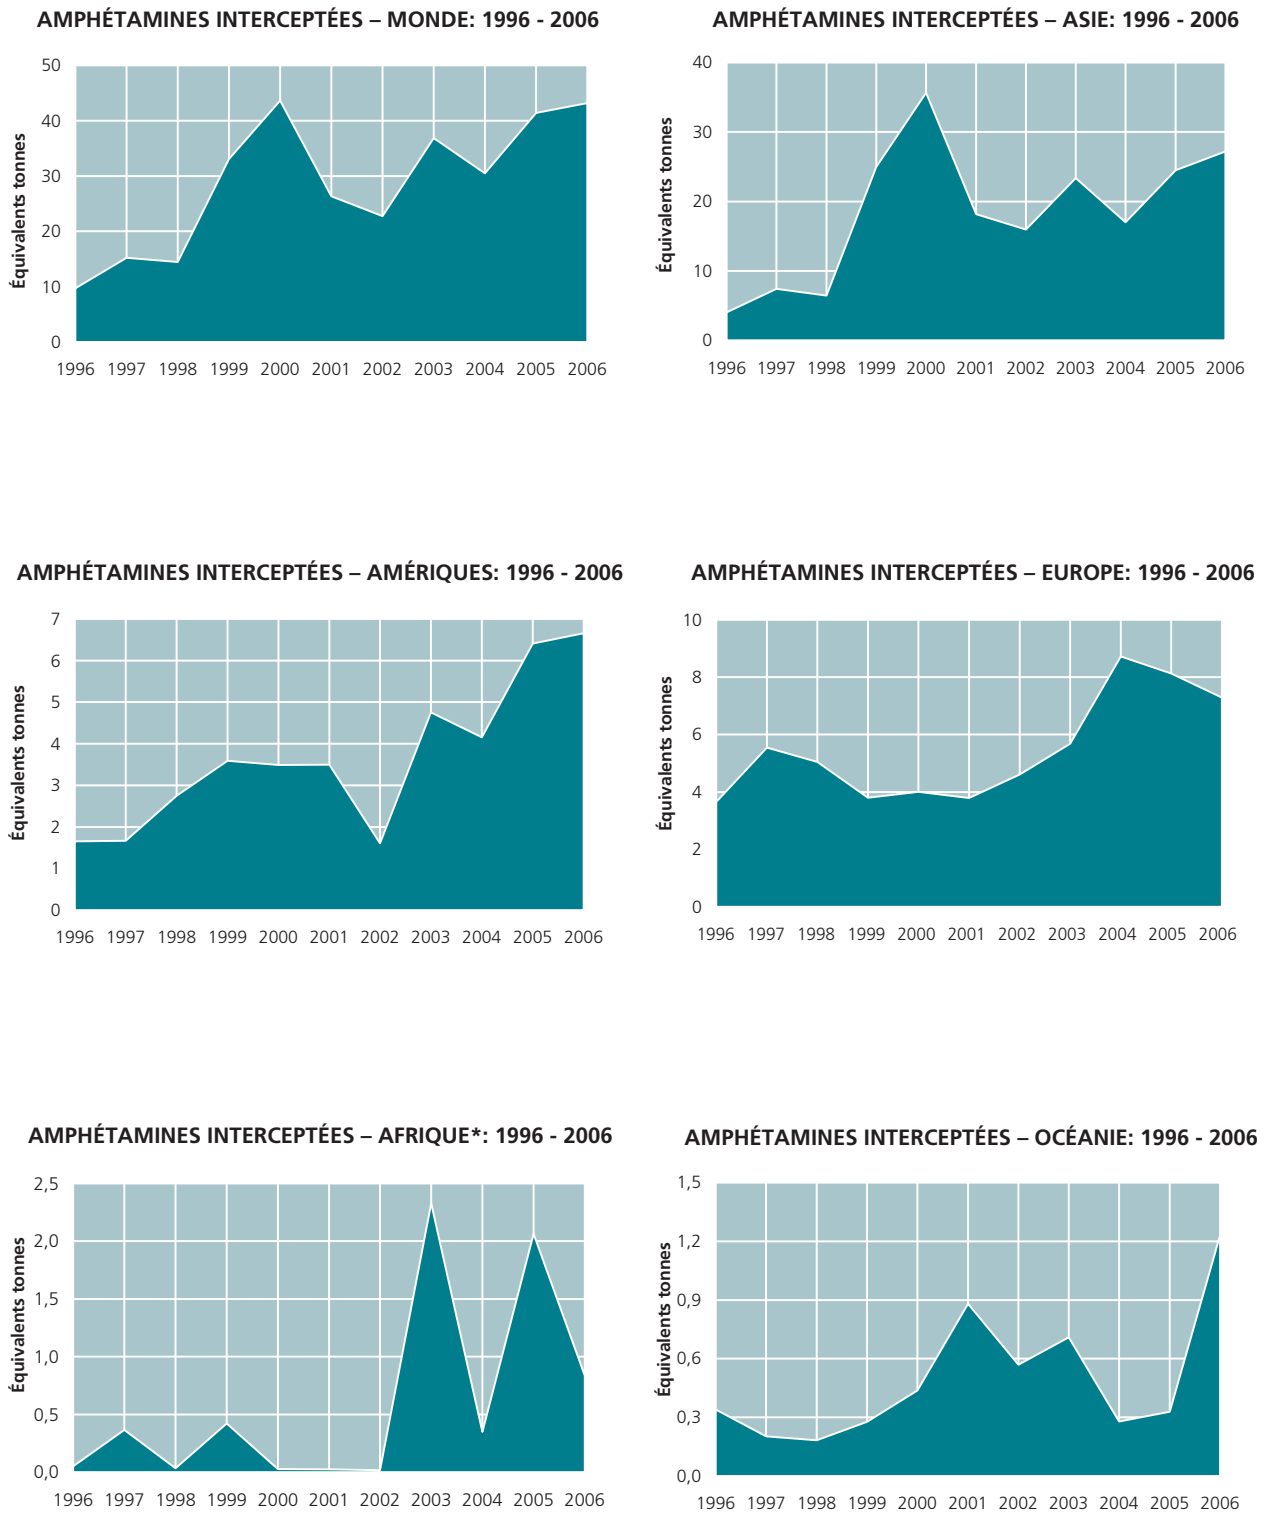 AMPHÉTAMINES INTERCEPTÉES – MONDE: 1996 - 2006
Équivalents tonnes
50
40
30
20
10
0
1996 1997 1998 1999 2000 2001 2002 2003 2004 2005 2006
AMPHÉTAMINES INTERCEPTÉES – ASIE: 1996 - 2006
Équivalents tonnes
40
30
20
10
0
1996 1997 1998 1999 2000 2001 2002 2003 2004 2005 2006
AMPHÉTAMINES INTERCEPTÉES – AMÉRIQUES: 1996 - 2006
Équivalents tonnes
7
6
5
4
3
2
1
0
1996 1997 1998 1999 2000 2001 2002 2003 2004 2005 2006
AMPHÉTAMINES INTERCEPTÉES – EUROPE: 1996 - 2006
Équivalents tonnes
10
8
6
4
2
0
1996 1997 1998 1999 2000 2001 2002 2003 2004 2005 2006
AMPHÉTAMINES INTERCEPTÉES – AFRIQUE*: 1996 - 2006
Équivalents tonnes
2,5
2,0
1,5
1,0
0,5
0,0
1996 1997 1998 1999 2000 2001 2002 2003 2004 2005 2006
AMPHÉTAMINES INTERCEPTÉES – OCÉANIE: 1996 - 2006
Équivalents tonnes
1,5
1,2
0,9
0,6
0,3
0,0
1996 1997 1998 1999 2000 2001 2002 2003 2004 2005 2006